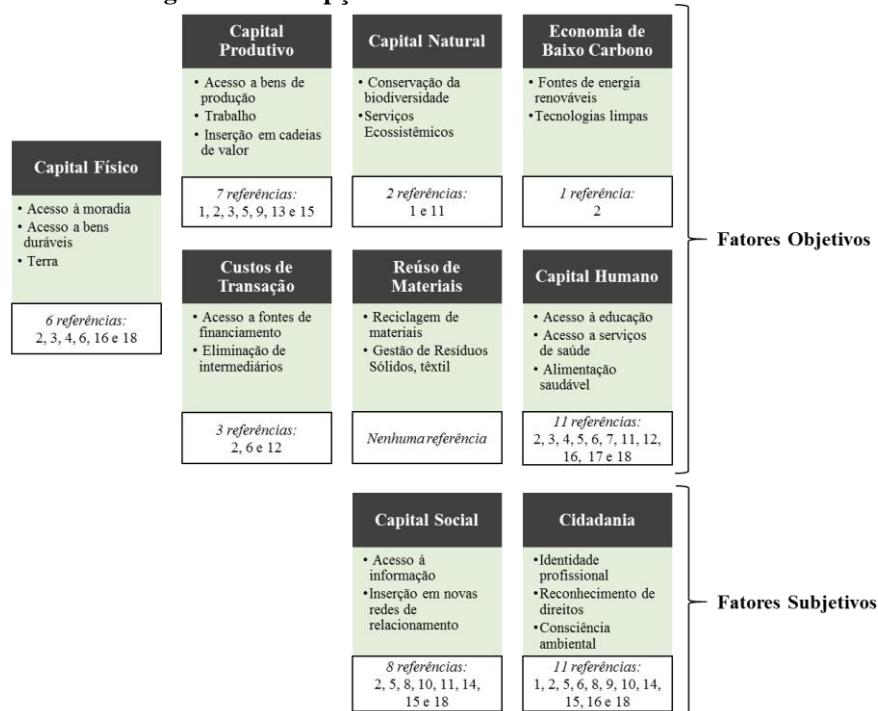 Capital
Produtivo
• Acesso a bens de
produção
• Trabalho
• Inserção em cadeias
de valor
7 referências:
1, 2, 3, 5, 9, 13 e 15
Capital Natural
• Conservação da
biodiversidade
•Serviços
Ecossistêmicos
2 referências:
1 e 11
Economia de
Baixo Carbono
• Fontes de energia
renováveis
•Tecnologias limpas
1 referência:
2
Capital Físico
• Acesso à moradia
• Acesso a bens
duráveis
• Terra
6 referências:
2, 3, 4, 6, 16 e 18
Fatores Objetivos
Custos de
Transação
• Acesso a fontes de
financiamento
• Eliminação de
intermediários
3 referências:
2, 6 e 12
Reúso de
Materiais
• Reciclagem de
materiais
• Gestão de Resíduos
Sólidos, têxtil
Nenhuma referência
Capital Humano
• Acesso à educação
• Acesso a serviços
de saúde
• Alimentação
saudável
11 referências:
2, 3, 4, 5, 6, 7, 11, 12,
16, 17 e 18
Capital Social
• Acesso à
informação
•Inserção em novas
redes de
relacionamento
8 referências:
2, 5, 8, 10, 11, 14,
15 e 18
Cidadania
•Identidade
profissional
•Reconhecimento de
direitos
•Consciência
ambiental
11 referências:
1, 2, 5, 6, 8, 9, 10, 14,
15, 16 e 18
Fatores Subjetivos